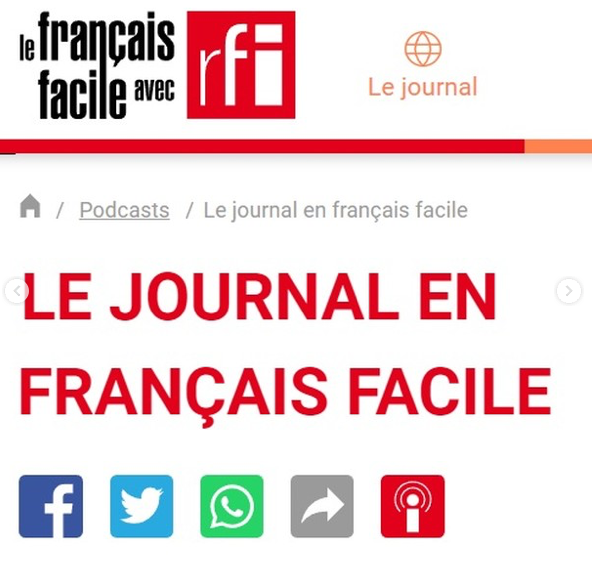 le français
facile avec
rfi
Le journal
/ Podcasts / Le journal en français facile
LE JOURNAL EN
FRANÇAIS FACILE